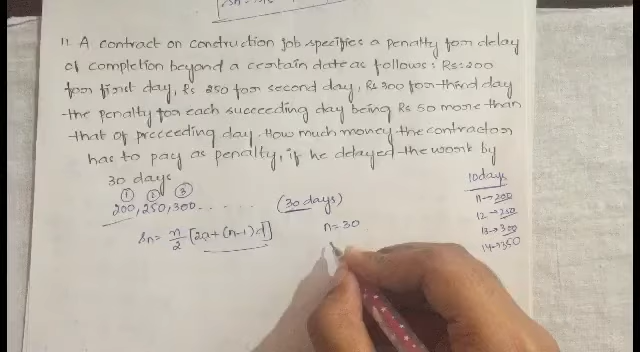 11. A contract on construction job specifies a penalty for delay
of completion beyond a certain date as follows: Rs:200
for first day, Rs 250 for second day, Rs 300 for third day
the penalty for each succeeding day being Rs 50 more than
that of preceeding day. How much money the contractor
has to pay as penalty, if he delayed the work by
30 days
① ② ③
200, 250, 300 . . . . . . (30 days)
Sn = n/2 [2a+(n-1)d]
n = 30
10 days
11 → 200
12 → 250
13 → 300
14 → 350